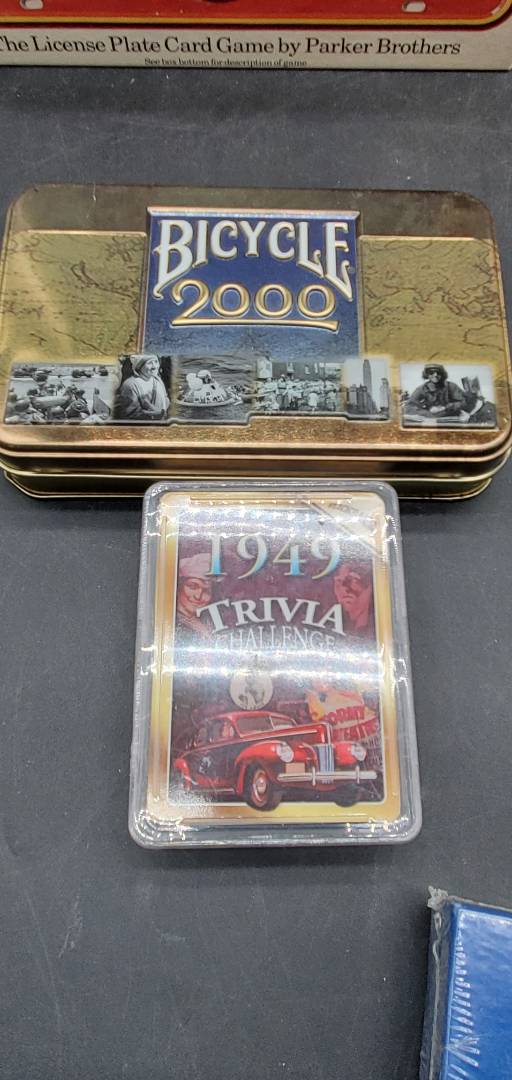 The License Plate Card Game by Parker Brothers
See box bottom for description of game
BICYCLE
2000
1949
TRIVIA
CHALLENGE